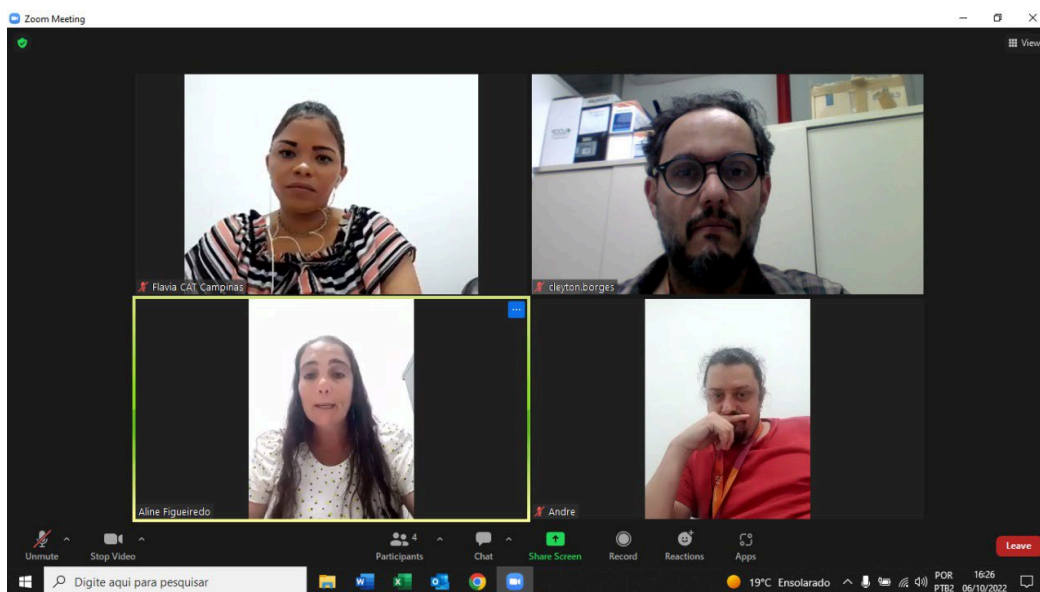 Zoom Meeting
View
Flavia CAT Campinas
cleyton.borges
Aline Figueiredo
Andre
Unmute
Stop Video
4
Participants
Chat
Share Screen
Record
Reactions
Apps
Leave
Digite aqui para pesquisar
19°C Ensolarado
POR
PTB2
16:26
06/10/2022